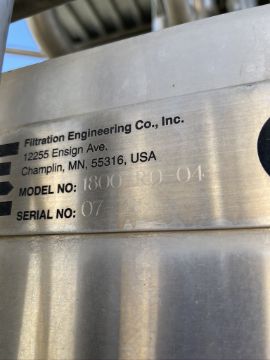 Filtration Engineering Co., Inc.
12255 Ensign Ave.
Champlin, MN, 55316, USA
MODEL NO: 1800 RO-04
SERIAL NO: 07